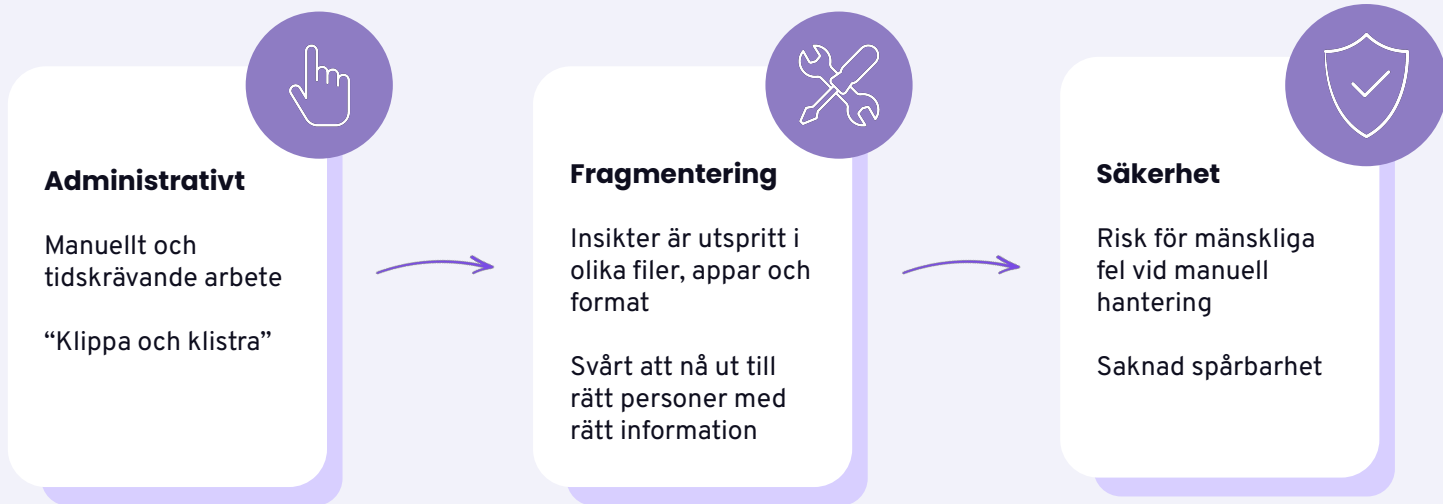 Administrativt
Manuellt och
tidskrävande arbete
“Klippa och klistra”
Fragmentering
Insikter är utspritt i
olika filer, appar och
format
Svårt att nå ut till
rätt personer med
rätt information
Säkerhet
Risk för mänskliga
fel vid manuell
hantering
Saknad spårbarhet